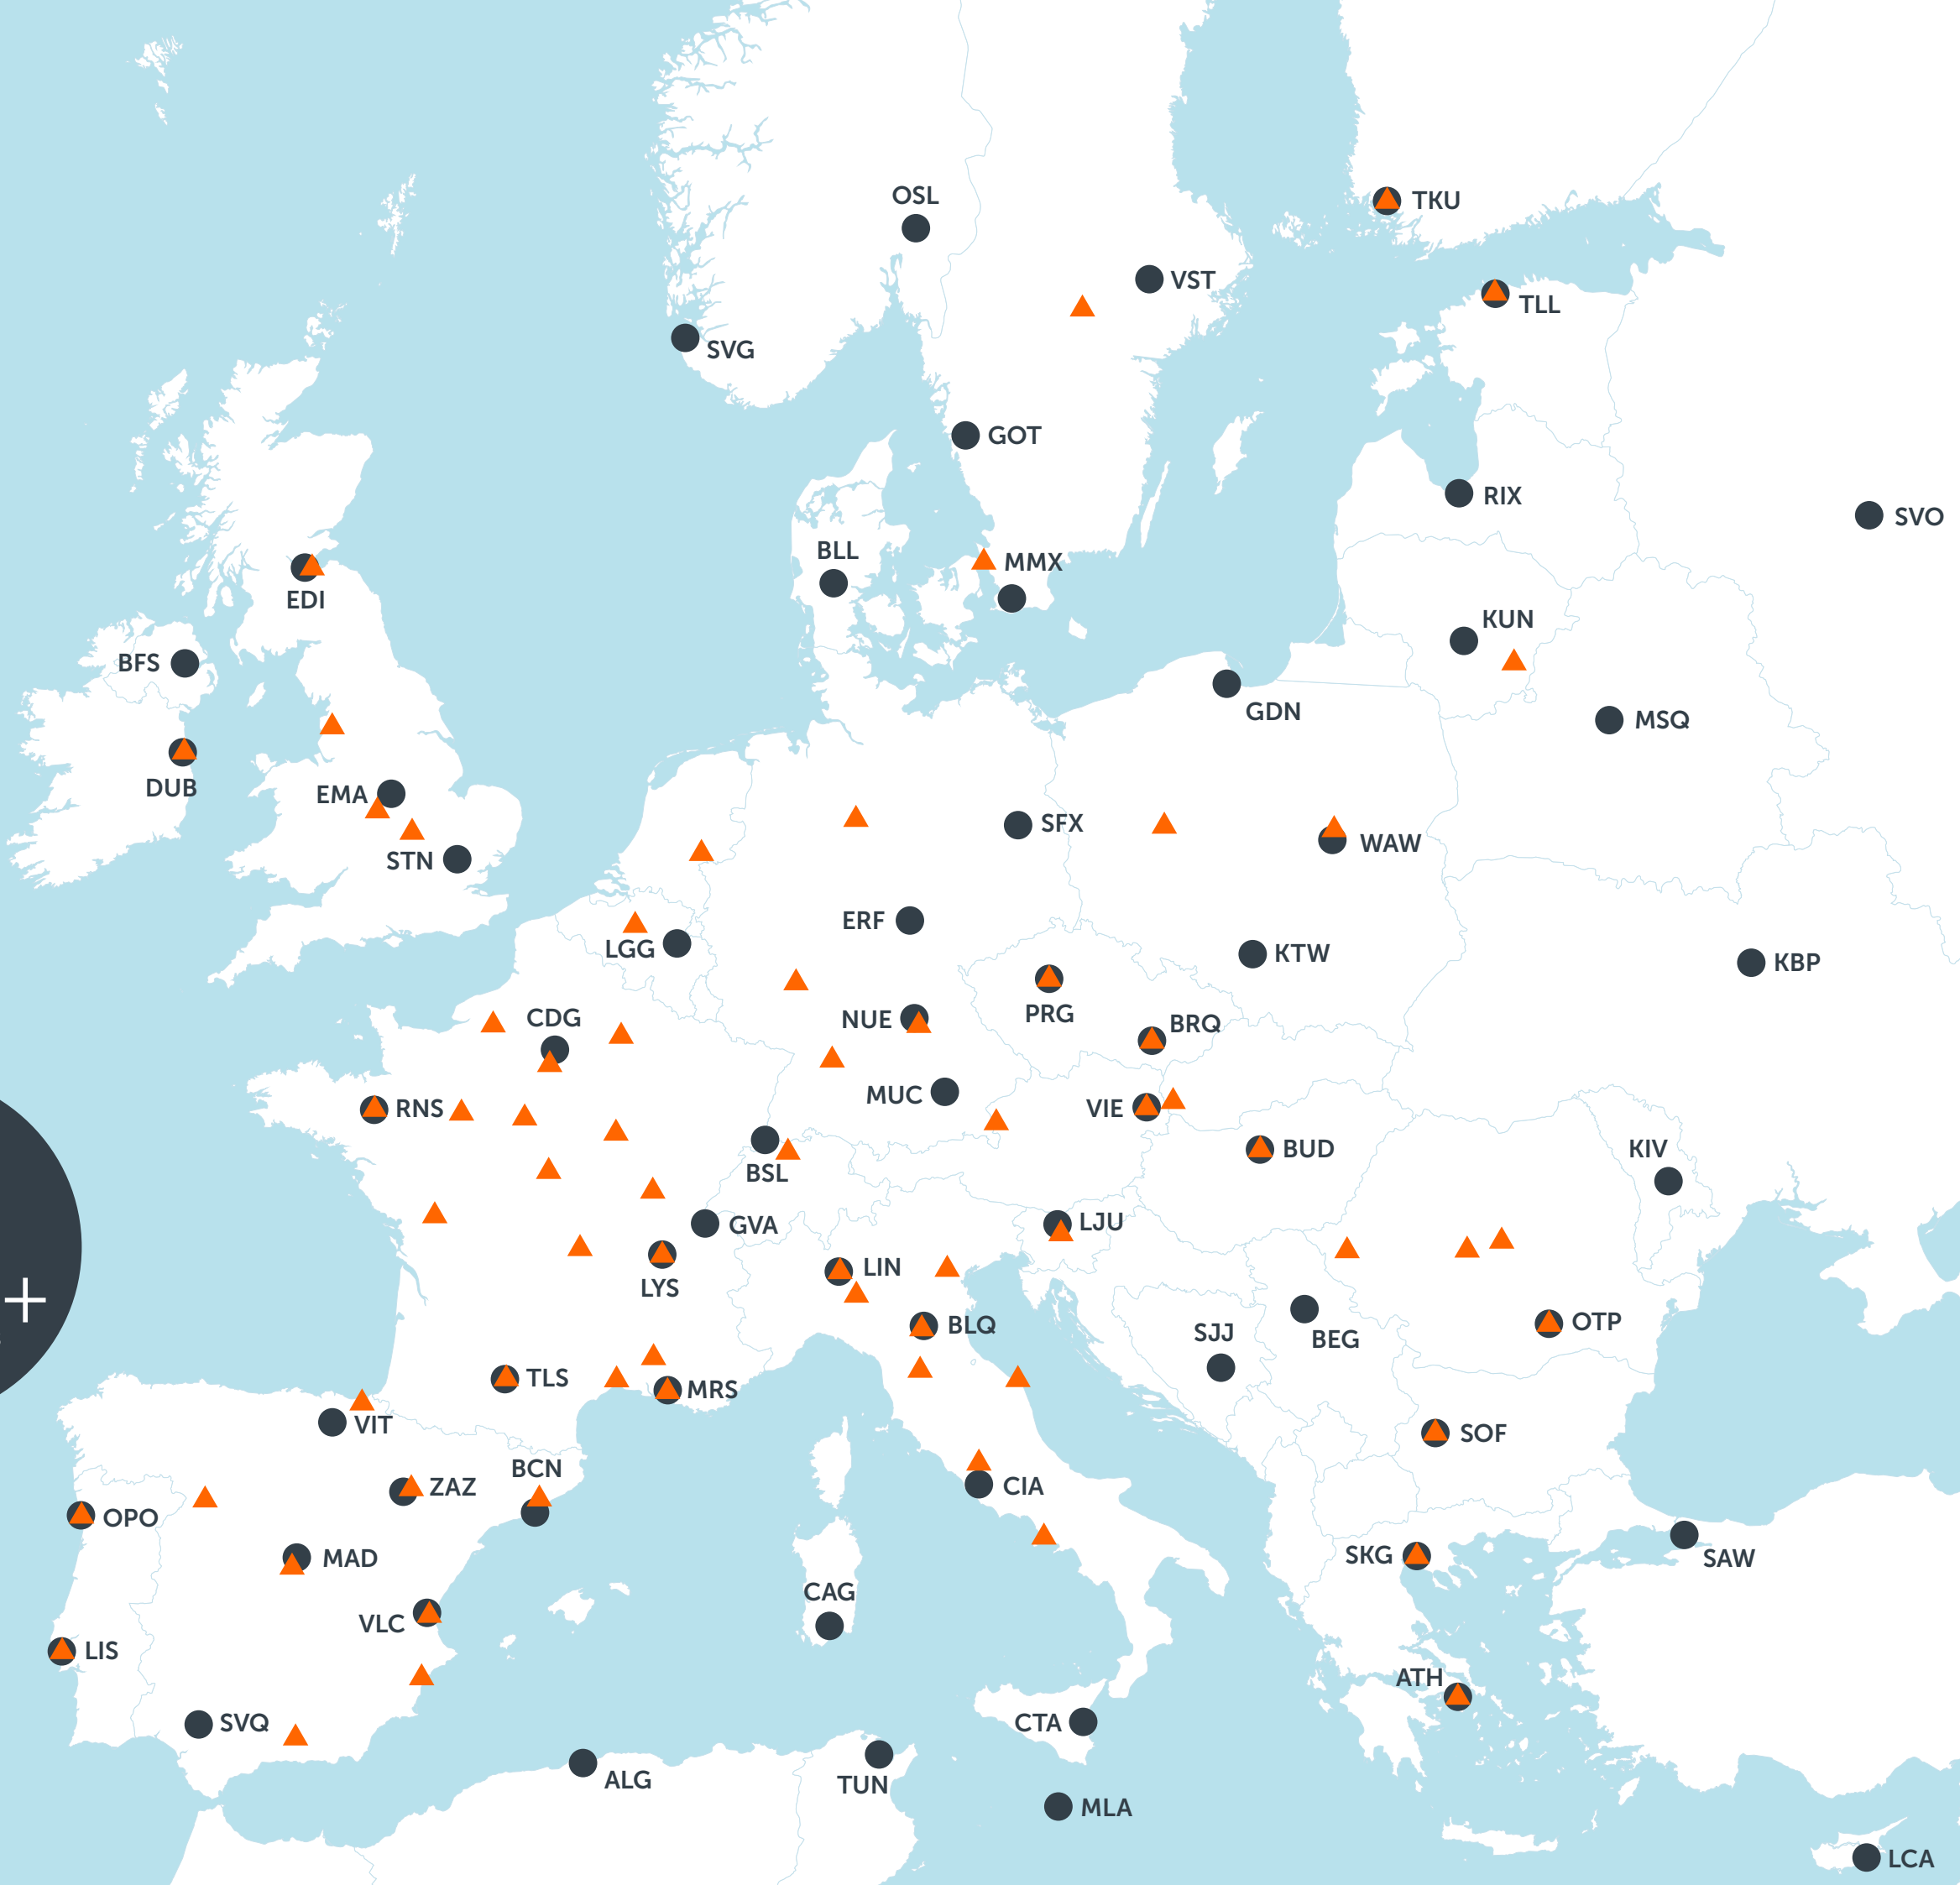 OSL
TKU
VST
TLL
SVG
GOT
RIX
SVO
BLL
MMX
EDI
KUN
BFS
GDN
MSQ
DUB
EMA
SFX
WAW
STN
ERF
LGG
KTW
KBP
CDG
NUE
PRG
BRQ
MUC
RNS
VIE
BSL
BUD
KIV
GVA
LJU
LYS
LIN
BLQ
SJJ
BEG
OTP
TLS
MRS
VIT
SOF
BCN
ZAZ
CIA
OPO
MAD
SKG
SAW
CAG
VLC
LIS
ATH
SVQ
CTA
ALG
TUN
MLA
LCA
+